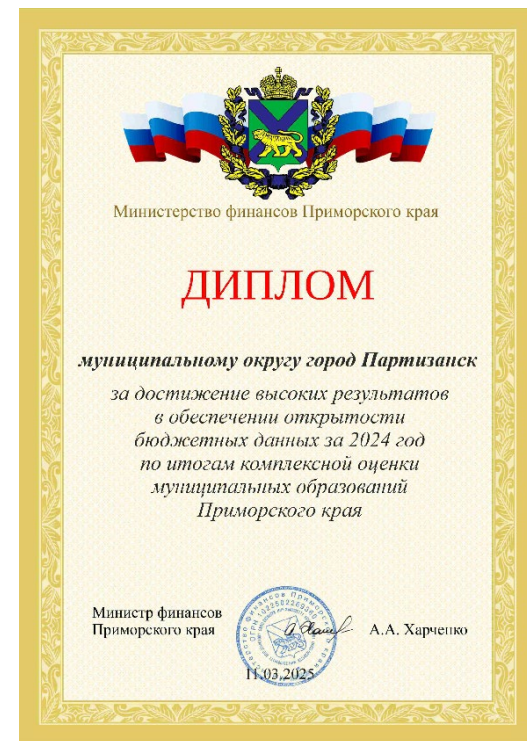 Министерство финансов Приморского края
ДИПЛОМ
муниципальному округу город Партизанск
за достижение высоких результатов
в обеспечении открытости
бюджетных данных за 2024 год
по итогам комплексной оценки
муниципальных образований
Приморского края
Министр финансов
Приморского края
А.А. Харченко
11.03.2025